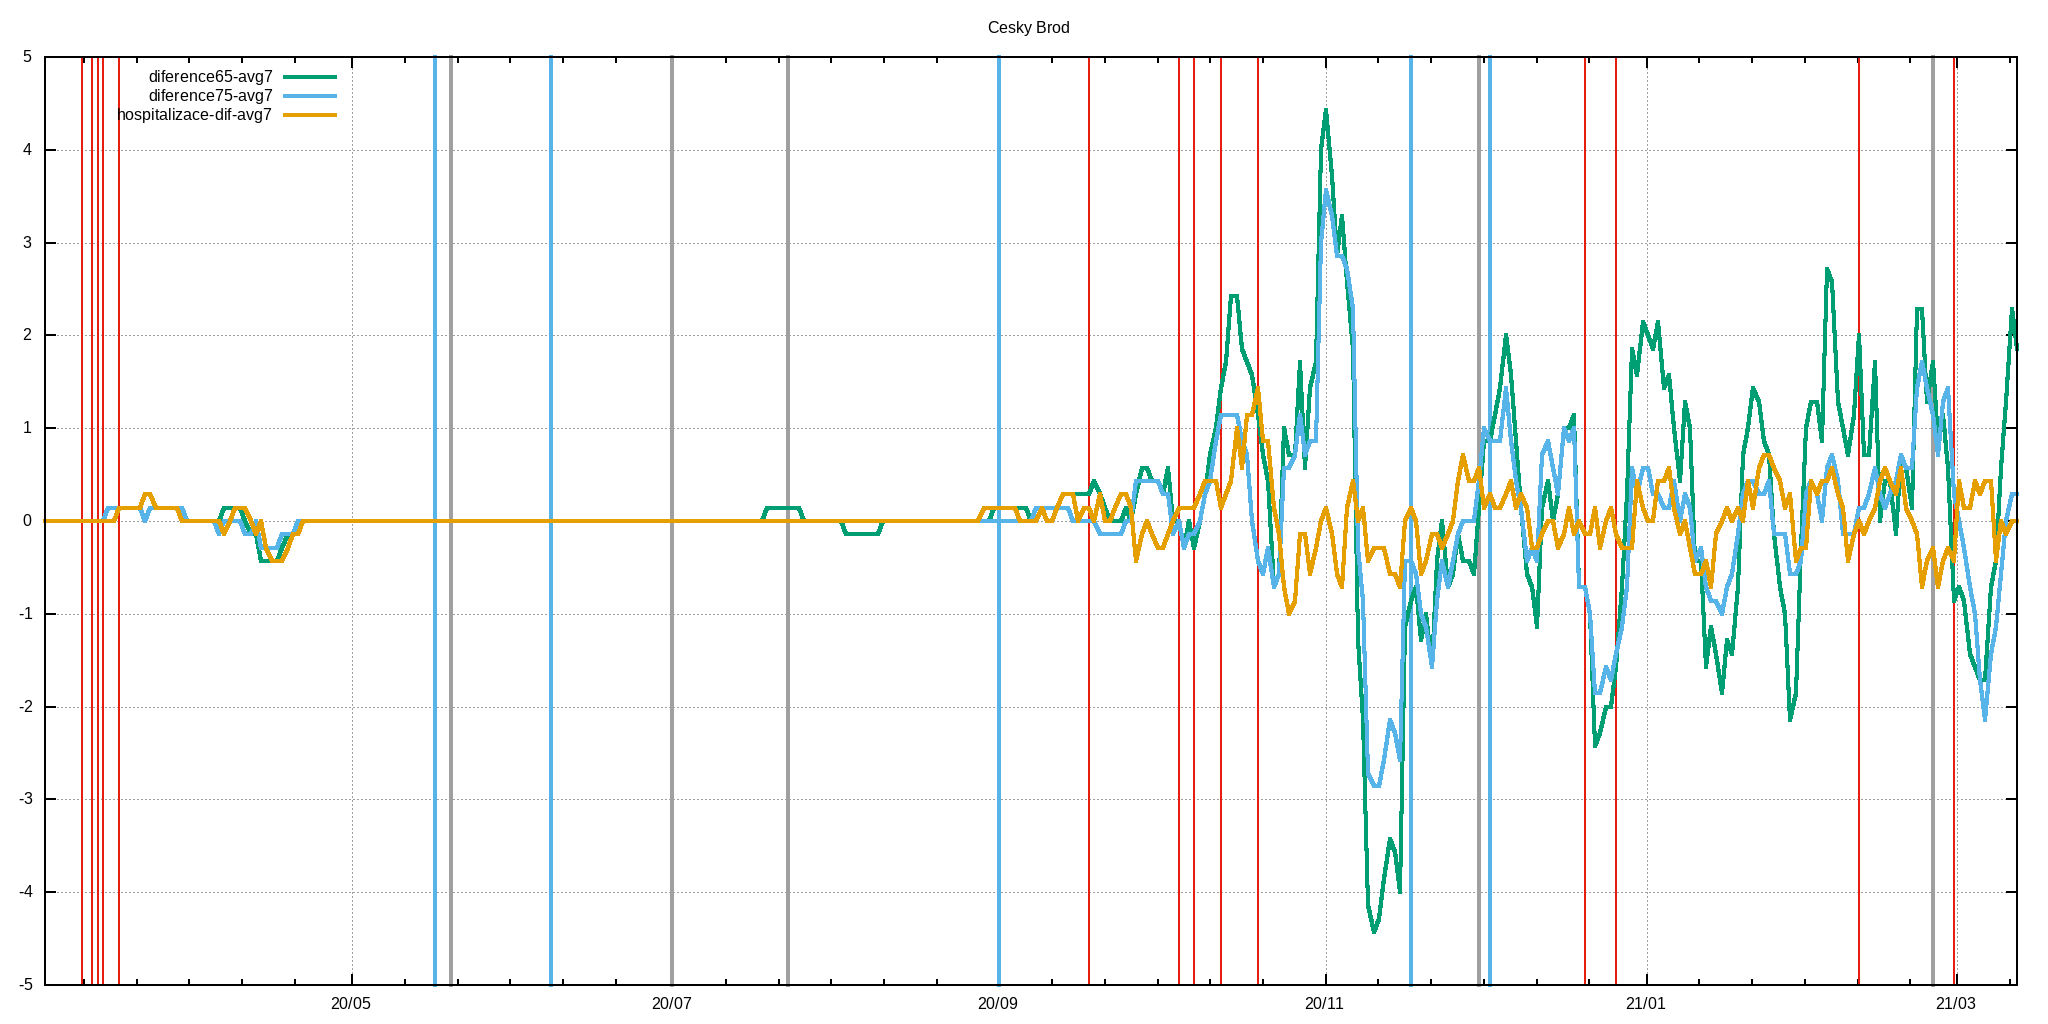 Cesky Brod
diference65-avg7
diference75-avg7
hospitalizace-dif-avg7
5
4
3
2
1
0
-1
-2
-3
-4
-5
20/05 20/07 20/09 20/11 21/01 21/03